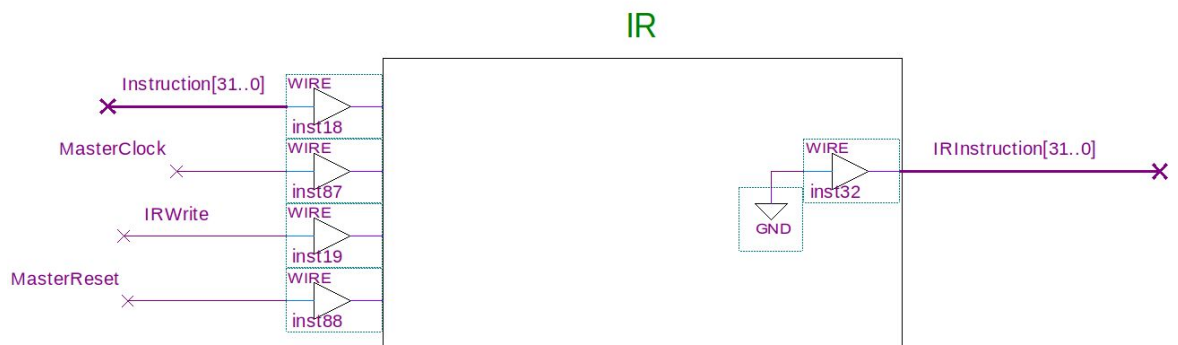 IR
Instruction[31..0]
WIRE
inst18
MasterClock
WIRE
inst87
IRWrite
WIRE
inst19
MasterReset
WIRE
inst88
WIRE
inst32
GND
IRInstruction[31..0]